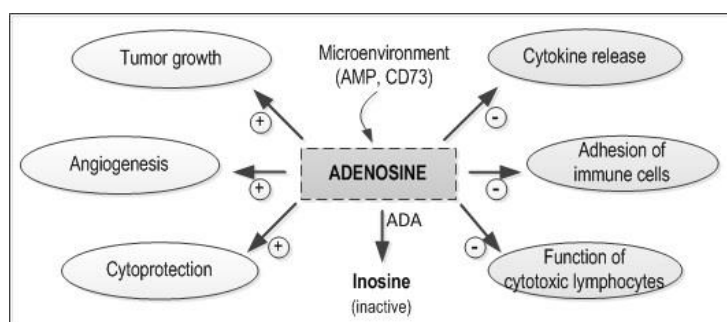 Tumor growth
Microenvironment
(AMP, CD73)
Cytokine release
+
-
Angiogenesis
+
ADENOSINE
-
Adhesion of
immune cells
Cytoprotection
+
ADA
-
Function of
cytotoxic lymphocytes
Inosine
(inactive)